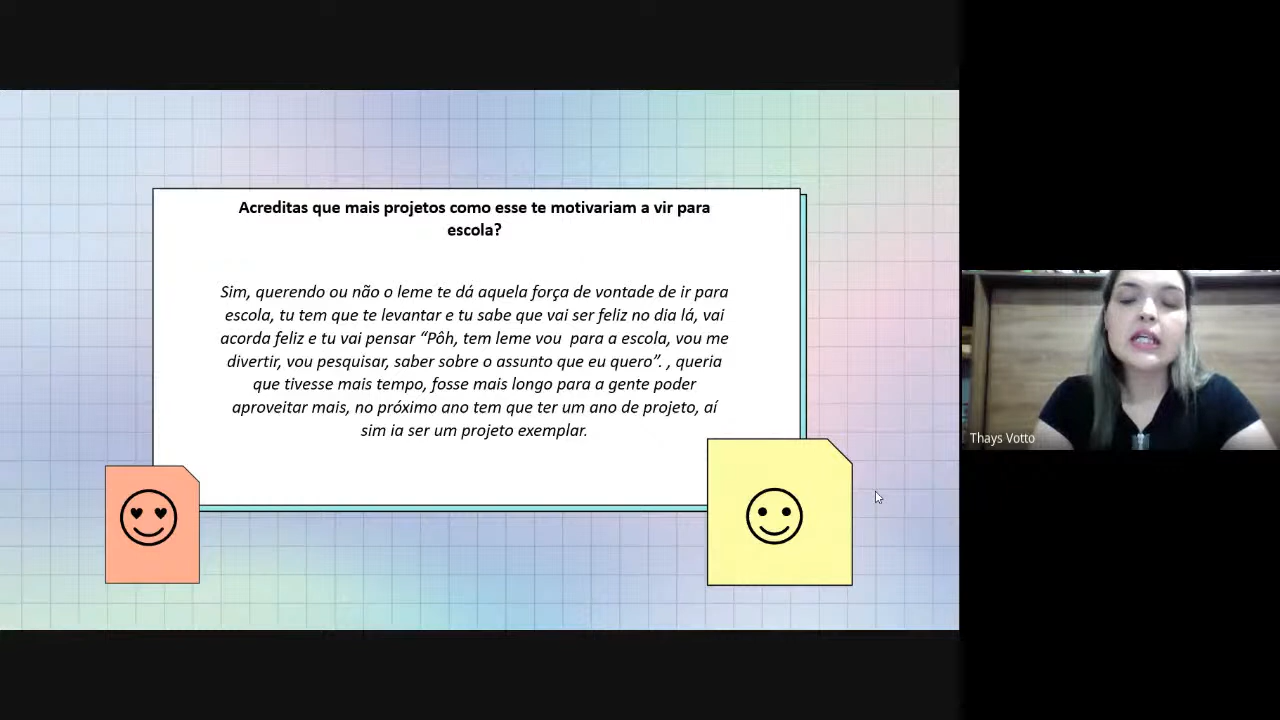 Acreditas que mais projetos como esse te motivariam a vir para
escola?
Sim, querendo ou não o leme te dá aquela força de vontade de ir para
escola, tu tem que te levantar e tu sabe que vai ser feliz no dia lá, vai
acorda feliz e tu vai pensar “Pôh, tem leme vou  para a escola, vou me
divertir, vou pesquisar, saber sobre o assunto que eu quero”. , queria
que tivesse mais tempo, fosse mais longo para a gente poder
aproveitar mais, no próximo ano tem que ter um ano de projeto, aí
sim ia ser um projeto exemplar.
Thays Votto